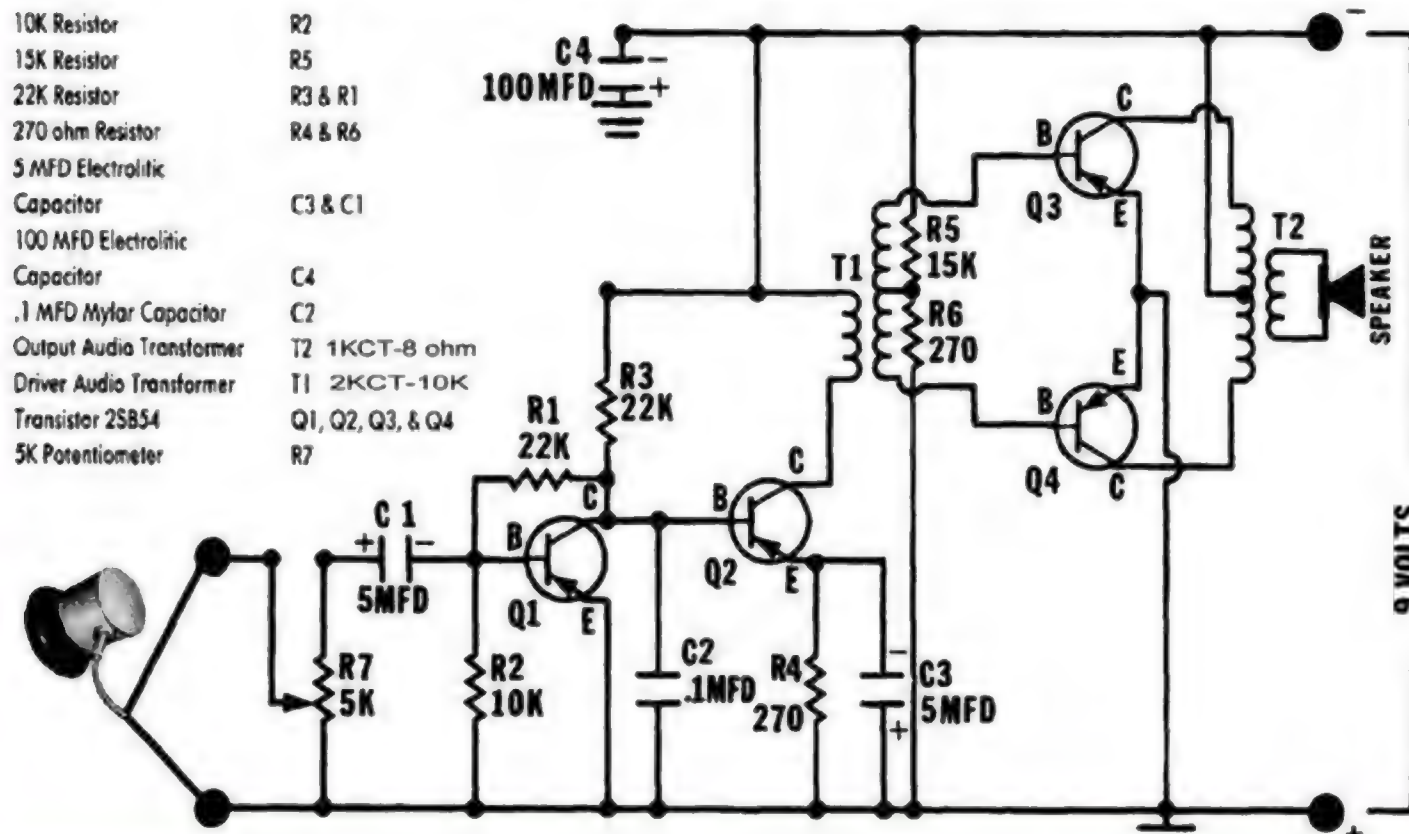 10K Resistor R2
15K Resistor R5
22K Resistor R3 & R1
270 ohm Resistor R4 & R6
5 MFD Electrolitic
Capacitor C3 & C1
100 MFD Electrolitic
Capacitor C4
.1 MFD Mylar Capacitor C2
Output Audio Transformer T2 1KCT-8 ohm
Driver Audio Transformer T1 2KCT-10K
Transistor 2SB54 Q1, Q2, Q3, & Q4
5K Potentiometer R7
C4
100MFD
-
+
-
C
B
Q3
E
R5
15K
T1
R6
270
T2
SPEAKER
E
B
Q4
C
R3
22K
R1
22K
C
B
Q1
E
C
B
Q2
E
C 1
+
-
5MFD
R7
5K
R2
10K
C2
.1MFD
R4
270
-
C3
5MFD
+
9 VOLTS
+